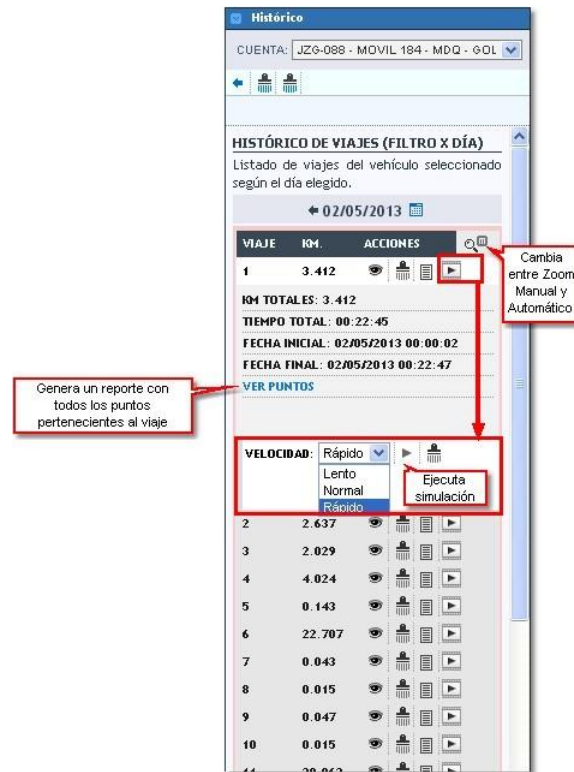 Histórico
CUENTA: JZG-088 - MOVIL 184 - MDQ - GOL
HISTÓRICO DE VIAJES (FILTRO X DÍA)
Listado de viajes del vehículo seleccionado
según el día elegido.
02/05/2013
VIAJE KM. ACCIONES
1 3.412
Cambia
entre Zoom
Manual y
Automático
KM TOTALES: 3.412
TIEMPO TOTAL: 00:22:45
FECHA INICIAL: 02/05/2013 00:00:02
FECHA FINAL: 02/05/2013 00:22:47
VER PUNTOS
Genera un reporte con
todos los puntos
pertenecientes al viaje
VELOCIDAD: Rápido
Lento
Normal
Rápido
Ejecuta
simulación
2 2.637
3 2.029
4 4.024
5 0.143
6 22.707
7 0.043
8 0.015
9 0.047
10 0.015